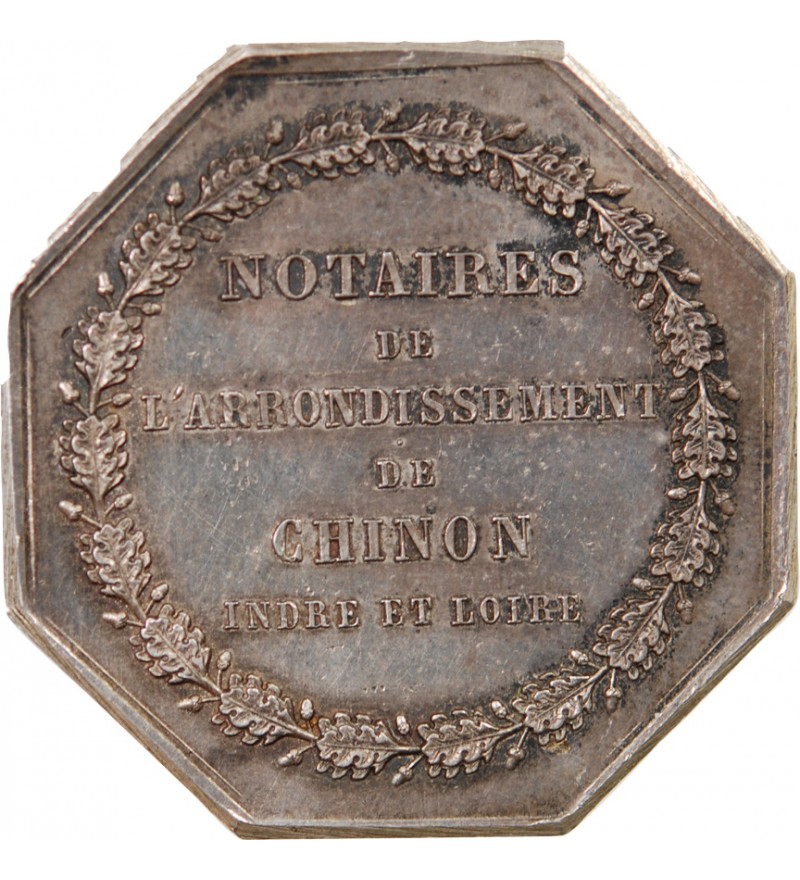 NOTAIRES
DE
L'ARRONDISSEMENT
DE
CHINON
INDRE ET LOIRE